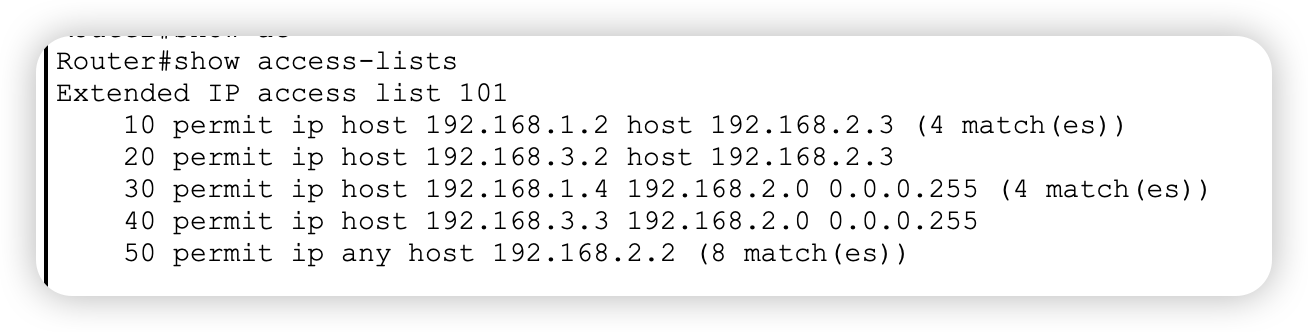 Router#show access-lists
Extended IP access list 101
10 permit ip host 192.168.1.2 host 192.168.2.3 (4 match(es))
20 permit ip host 192.168.3.2 host 192.168.2.3
30 permit ip host 192.168.1.4 192.168.2.0 0.0.0.255 (4 match(es))
40 permit ip host 192.168.3.3 192.168.2.0 0.0.0.255
50 permit ip any host 192.168.2.2 (8 match(es))